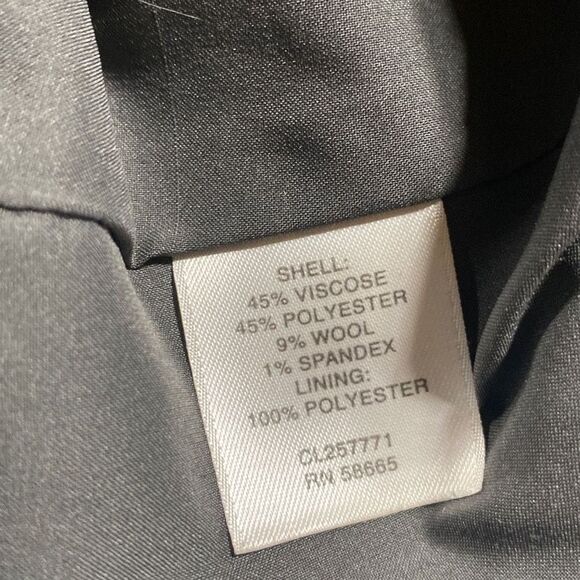 SHELL:
45% VISCOSE
45% POLYESTER
9% WOOL
1% SPANDEX
LINING:
100% POLYESTER
CL257771
RN 58665